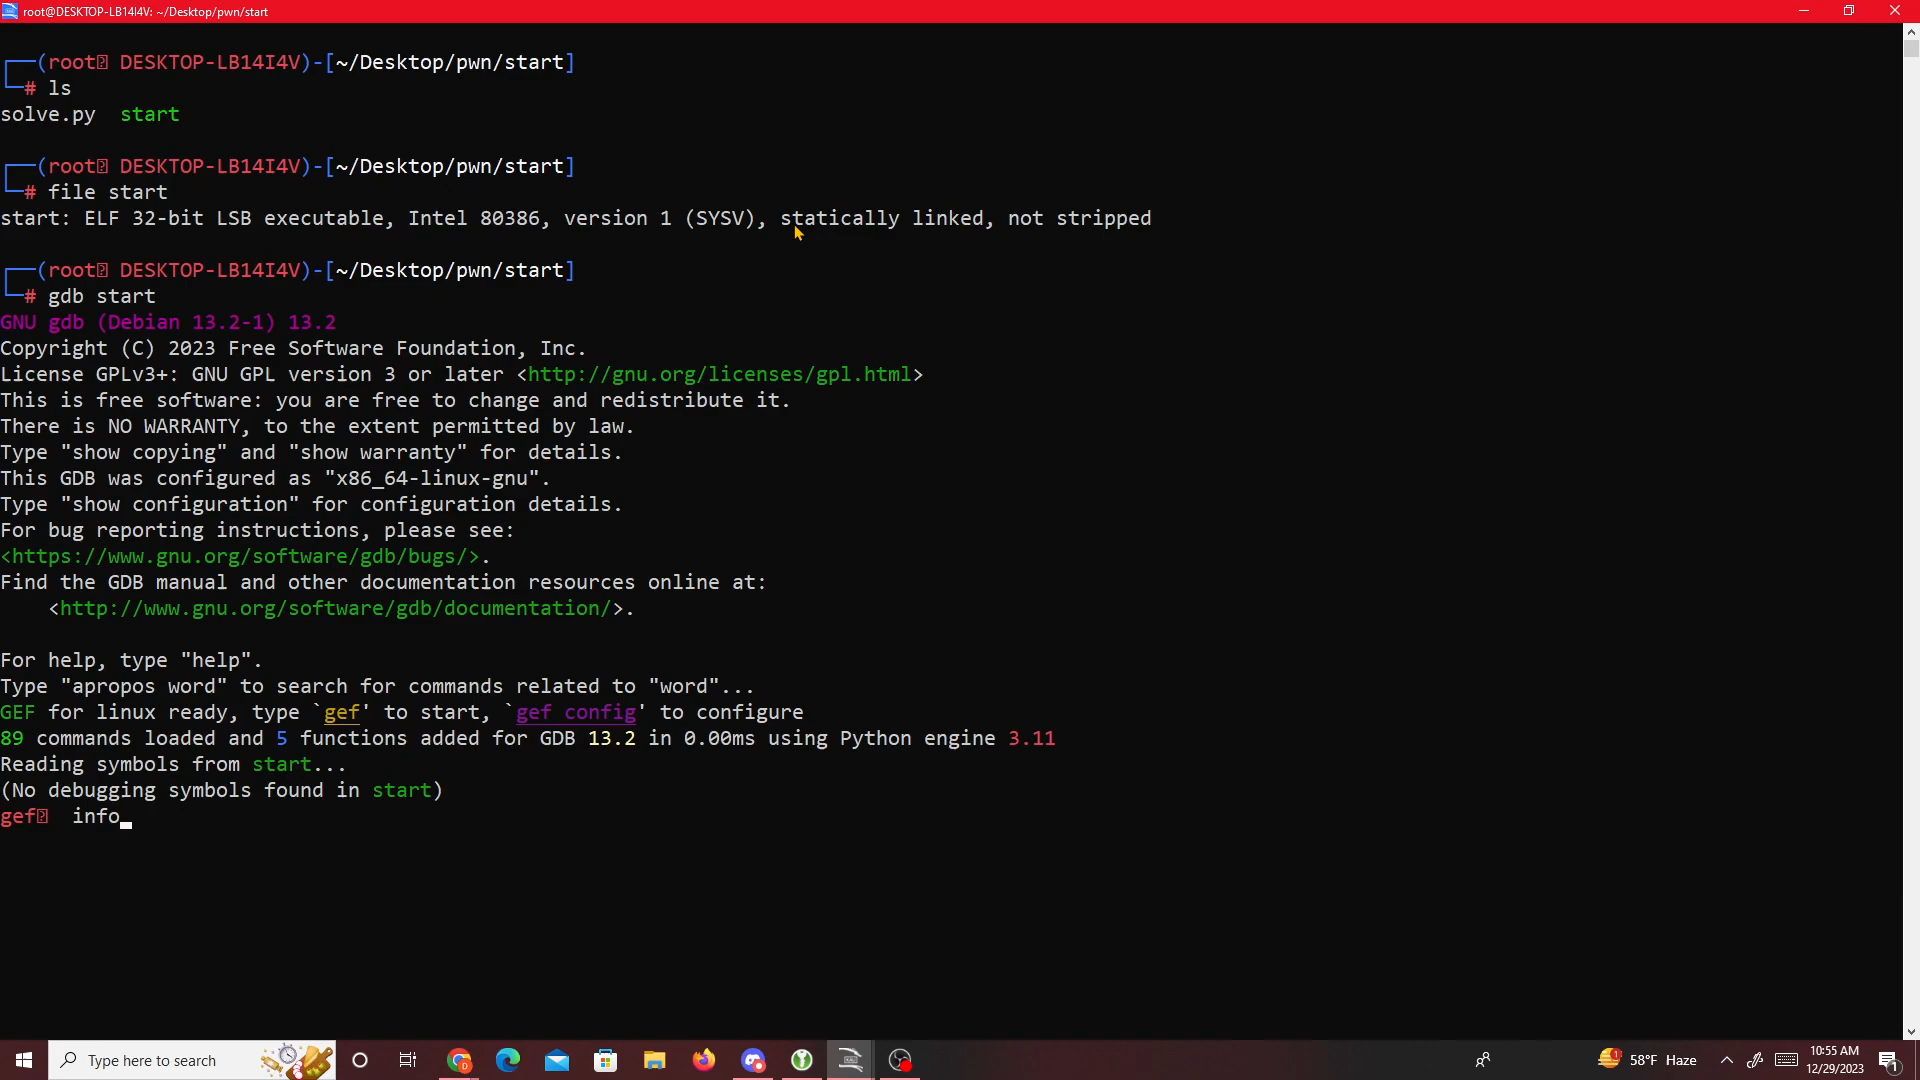 root@DESKTOP-LB14I4V: ~/Desktop/pwn/start
┌──(root⍰ DESKTOP-LB14I4V)-[~/Desktop/pwn/start]
└─# ls
solve.py  start
┌──(root⍰ DESKTOP-LB14I4V)-[~/Desktop/pwn/start]
└─# file start
start: ELF 32-bit LSB executable, Intel 80386, version 1 (SYSV), statically linked, not stripped
┌──(root⍰ DESKTOP-LB14I4V)-[~/Desktop/pwn/start]
└─# gdb start
GNU gdb (Debian 13.2-1) 13.2
Copyright (C) 2023 Free Software Foundation, Inc.
License GPLv3+: GNU GPL version 3 or later <http://gnu.org/licenses/gpl.html>
This is free software: you are free to change and redistribute it.
There is NO WARRANTY, to the extent permitted by law.
Type "show copying" and "show warranty" for details.
This GDB was configured as "x86_64-linux-gnu".
Type "show configuration" for configuration details.
For bug reporting instructions, please see:
<https://www.gnu.org/software/gdb/bugs/>.
Find the GDB manual and other documentation resources online at:
    <http://www.gnu.org/software/gdb/documentation/>.
For help, type "help".
Type "apropos word" to search for commands related to "word"...
GEF for linux ready, type `gef' to start, `gef config' to configure
89 commands loaded and 5 functions added for GDB 13.2 in 0.00ms using Python engine 3.11
Reading symbols from start...
(No debugging symbols found in start)
gef⍰  info_
Type here to search
58°F Haze
10:55 AM
12/29/2023